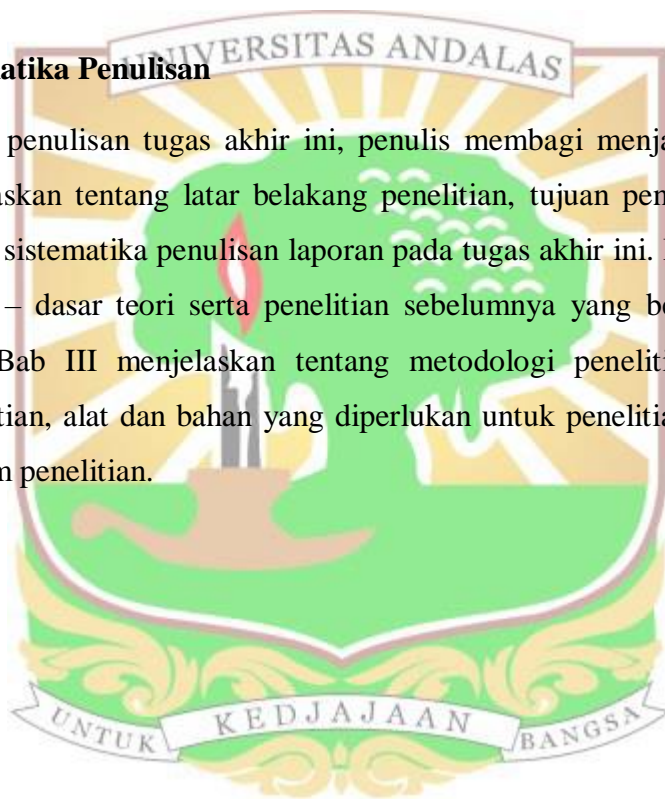 UNIVERSITAS ANDALAS
atika Penulisan
penulisan tugas akhir ini, penulis membagi menja
skan tentang latar belakang penelitian, tujuan pen
sistematika penulisan laporan pada tugas akhir ini.
– dasar teori serta penelitian sebelumnya yang be
Bab III menjelaskan tentang metodologi peneliti
tian, alat dan bahan yang diperlukan untuk penelitia
m penelitian.
UNTUK KEDJAJAAN BANGSA